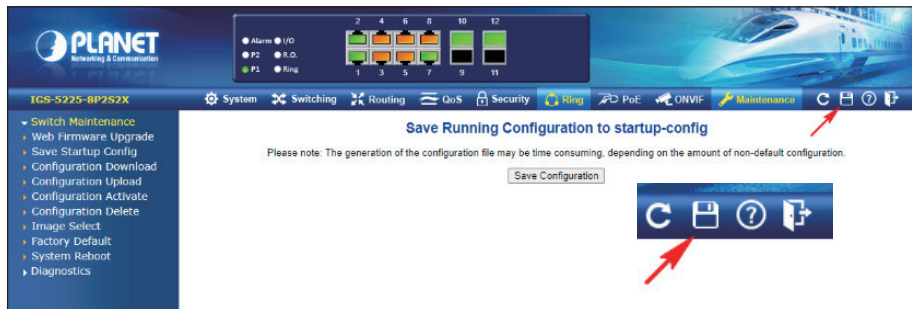 PLANET
Networking & Communication
Alarm I/O
P2 R.O.
P1 Ring
2 4 6 8 10 12
1 3 5 7 9 11
IGS-5225-8P2S2X
System Switching Routing QoS Security Ring PoE ONVIF Maintenance
Switch Maintenance
Web Firmware Upgrade
Save Startup Config
Configuration Download
Configuration Upload
Configuration Activate
Configuration Delete
Image Select
Factory Default
System Reboot
Diagnostics
Save Running Configuration to startup-config
Please note: The generation of the configuration file may be time consuming, depending on the amount of non-default configuration.
Save Configuration